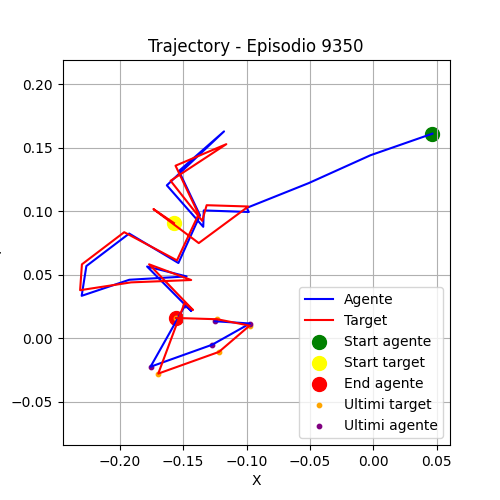 Trajectory - Episodio 9350
0.20
0.15
0.10
0.05
0.00
−0.05
−0.20
−0.15
−0.10
−0.05
0.00
0.05
X
Agente
Target
Start agente
Start target
End agente
Ultimi target
Ultimi agente